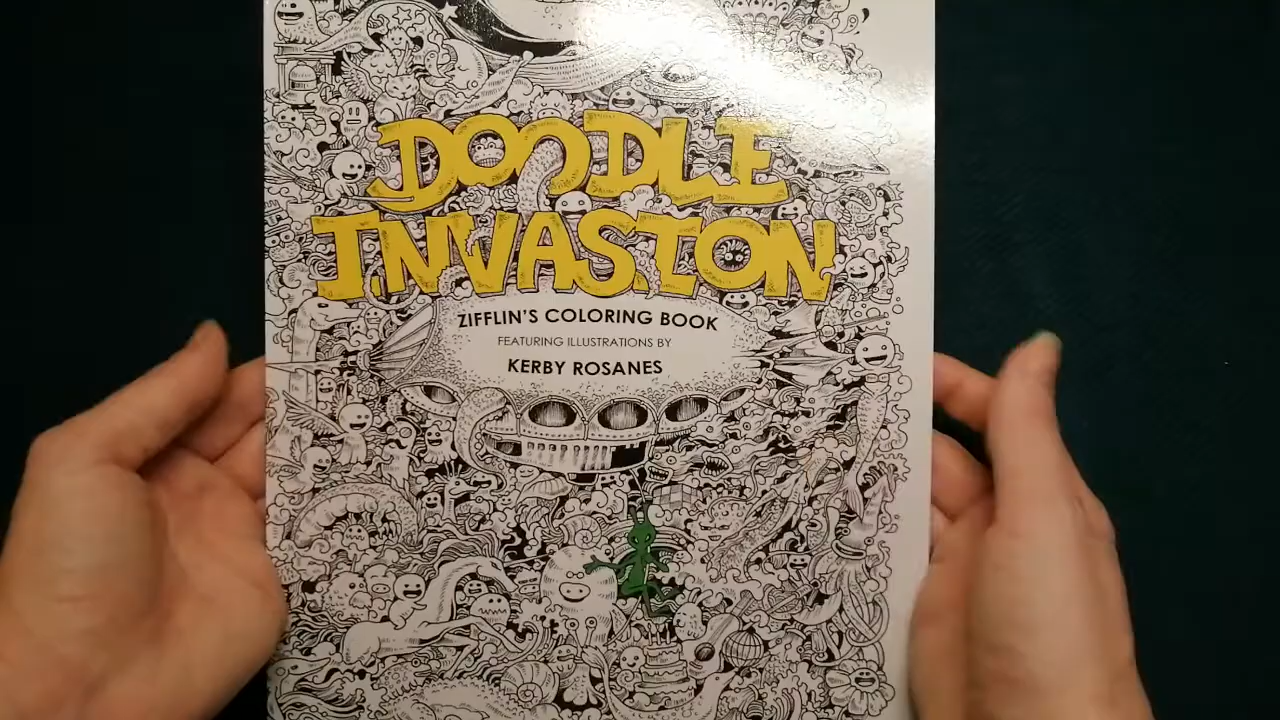 DOODLE
INVASION
ZIFFLIN'S COLORING BOOK
FEATURING ILLUSTRATIONS BY
KERBY ROSANES